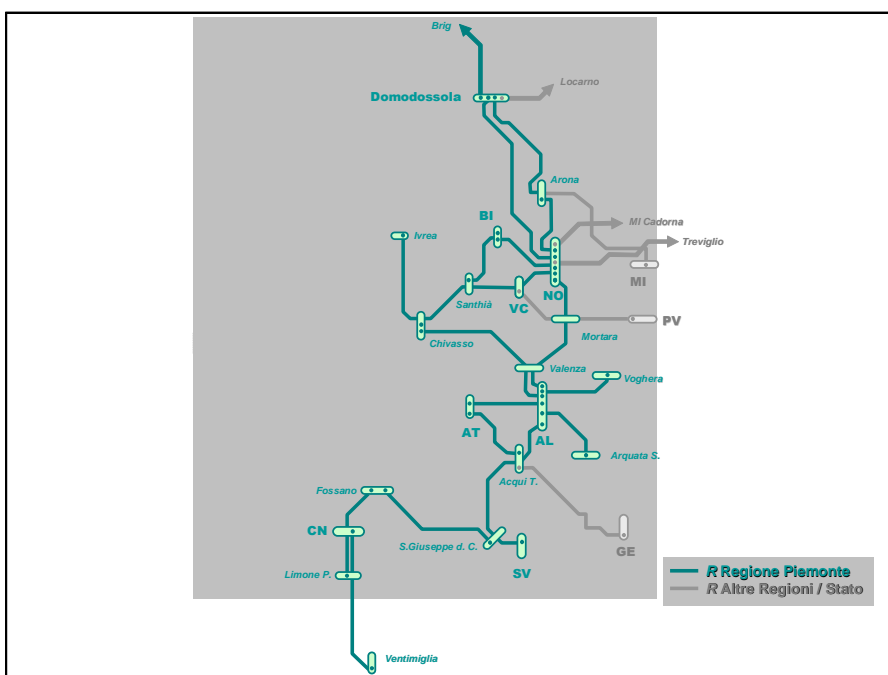 Brig
Locarno
Domodossola
Arona
BI
MI Cadorna
Ivrea
Treviglio
MI
Santhià
NO
VC
PV
Mortara
Chivasso
Valenza
Voghera
AT
AL
Arquata S.
Acqui T.
Fossano
CN
S.Giuseppe d. C.
GE
SV
Limone P.
R Regione Piemonte
R Altre Regioni / Stato
Ventimiglia